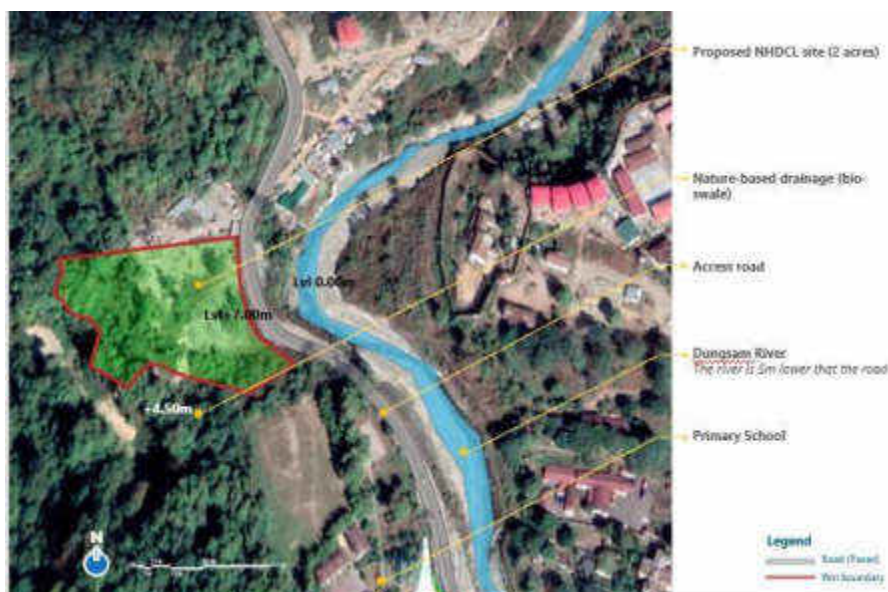 Proposed NHDCL site (2 acres)
Nature-based drainage (bio-
swale)
Access road
Lvl 0.00m
Lvl+ 7.00m
Dungsam River
The river is 5m lower that the road
+4.50m
Primary School
N
Legend
Road (Paved)
boundary